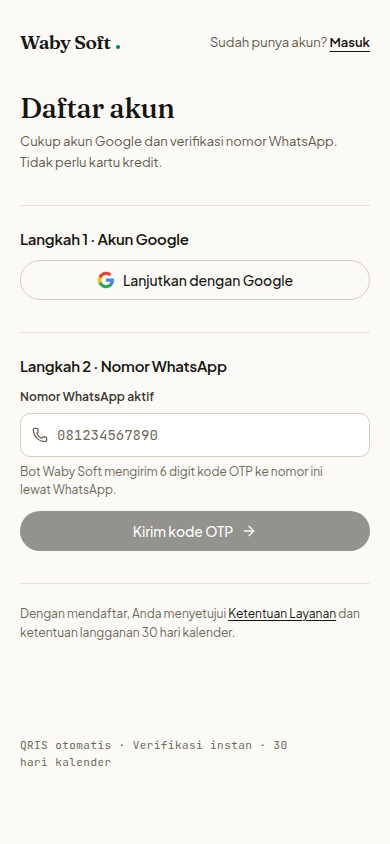 Waby Soft .
Sudah punya akun? Masuk
Daftar akun
Cukup akun Google dan verifikasi nomor WhatsApp.
Tidak perlu kartu kredit.
Langkah 1 · Akun Google
Lanjutkan dengan Google
Langkah 2 · Nomor WhatsApp
Nomor WhatsApp aktif
081234567890
Bot Waby Soft mengirim 6 digit kode OTP ke nomor ini
lewat WhatsApp.
Kirim kode OTP →
Dengan mendaftar, Anda menyetujui Ketentuan Layanan dan
ketentuan langganan 30 hari kalender.
QRIS otomatis · Verifikasi instan · 30
hari kalender